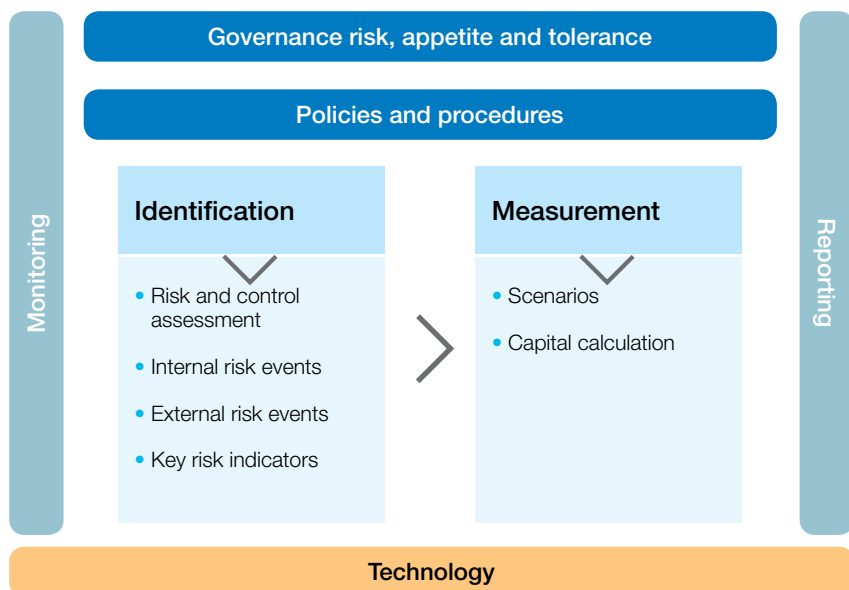 Governance risk, appetite and tolerance
Policies and procedures
Monitoring
Identification
• Risk and control
assessment
• Internal risk events
• External risk events
• Key risk indicators
Measurement
• Scenarios
• Capital calculation
Reporting
Technology